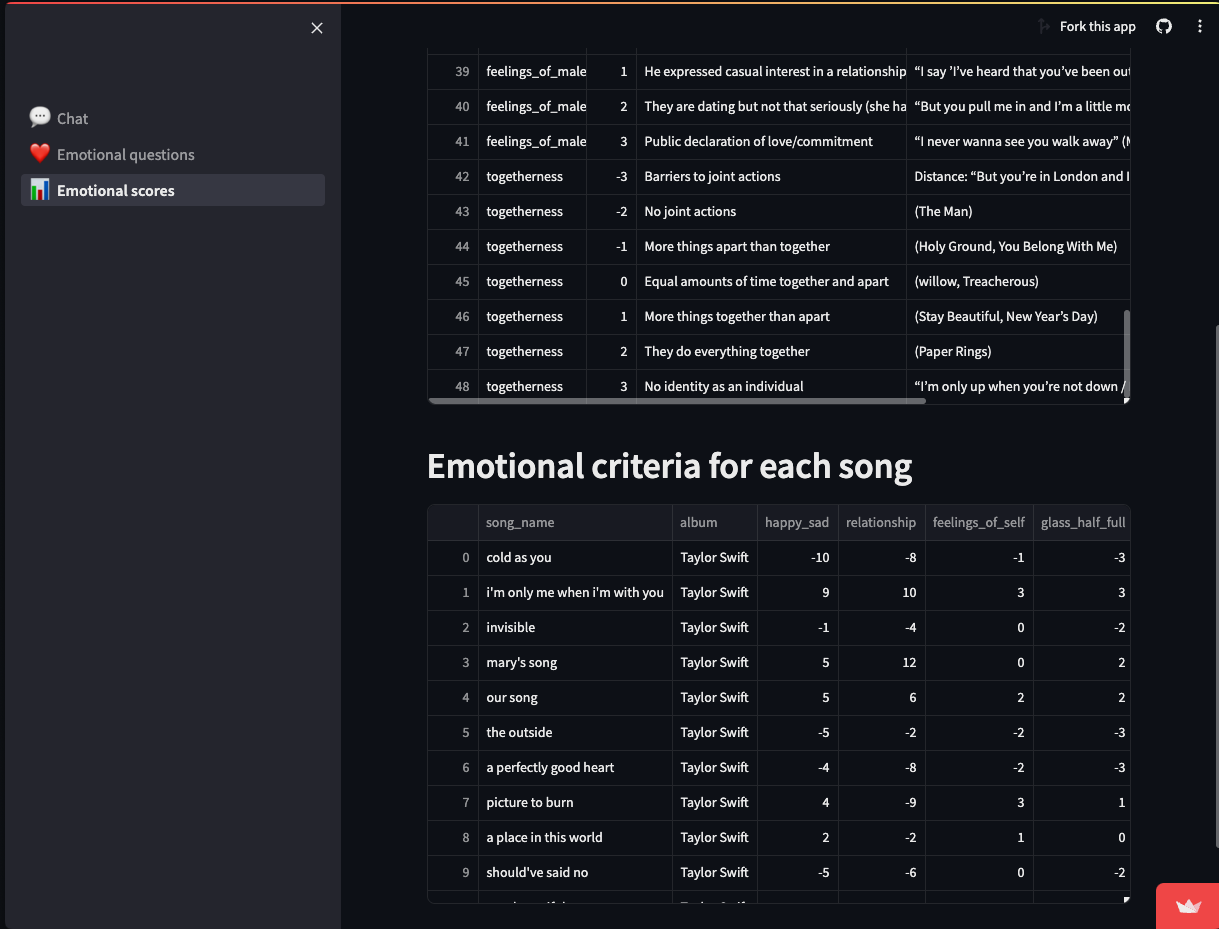 Fork this app
Chat
Emotional questions
Emotional scores
39 feelings_of_male 1 He expressed casual interest in a relationship “I say ’I’ve heard that you’ve been out
40 feelings_of_male 2 They are dating but not that seriously (she ha “But you pull me in and I’m a little mo
41 feelings_of_male 3 Public declaration of love/commitment “I never wanna see you walk away” (M
42 togetherness -3 Barriers to joint actions Distance: “But you’re in London and I
43 togetherness -2 No joint actions (The Man)
44 togetherness -1 More things apart than together (Holy Ground, You Belong With Me)
45 togetherness 0 Equal amounts of time together and apart (willow, Treacherous)
46 togetherness 1 More things together than apart (Stay Beautiful, New Year’s Day)
47 togetherness 2 They do everything together (Paper Rings)
48 togetherness 3 No identity as an individual “I’m only up when you’re not down /
Emotional criteria for each song
song_name album happy_sad relationship feelings_of_self glass_half_full
0 cold as you Taylor Swift -10 -8 -1 -3
1 i'm only me when i'm with you Taylor Swift 9 10 3 3
2 invisible Taylor Swift -1 -4 0 -2
3 mary's song Taylor Swift 5 12 0 2
4 our song Taylor Swift 5 6 2 2
5 the outside Taylor Swift -5 -2 -2 -3
6 a perfectly good heart Taylor Swift -4 -8 -2 -3
7 picture to burn Taylor Swift 4 -9 3 1
8 a place in this world Taylor Swift 2 -2 1 0
9 should've said no Taylor Swift -5 -6 0 -2